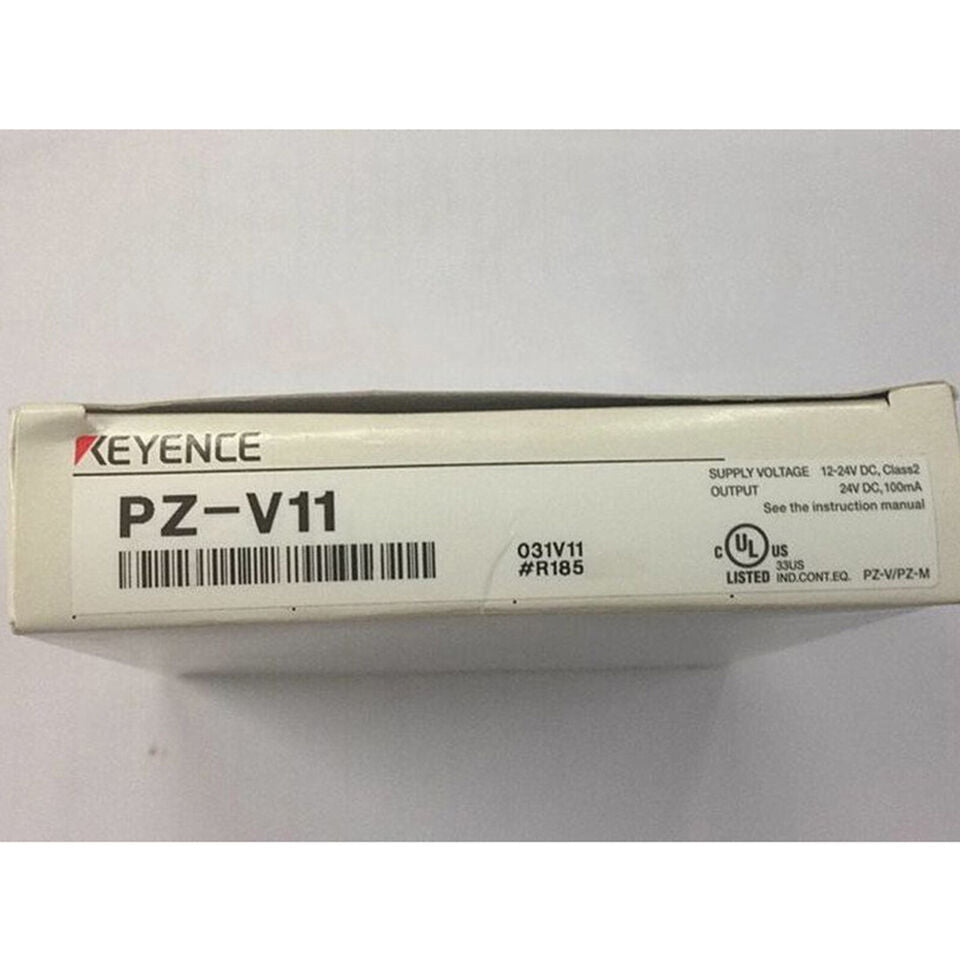 KEYENCE
PZ-V11
031V11
#R185
SUPPLY VOLTAGE 12-24V DC, Class2
OUTPUT 24V DC, 100mA
See the instruction manual
C UL US
LISTED 33US IND.CONT.EQ. PZ-V/PZ-M